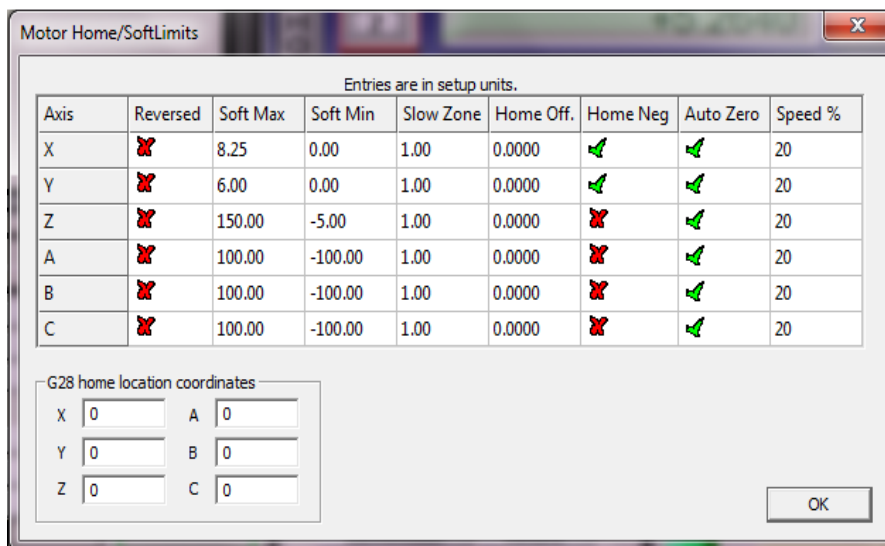 Motor Home/SoftLimits
Entries are in setup units.
Axis Reversed Soft Max Soft Min Slow Zone Home Off. Home Neg Auto Zero Speed %
X 8.25 0.00 1.00 0.0000 20
Y 6.00 0.00 1.00 0.0000 20
Z 150.00 -5.00 1.00 0.0000 20
A 100.00 -100.00 1.00 0.0000 20
B 100.00 -100.00 1.00 0.0000 20
C 100.00 -100.00 1.00 0.0000 20
G28 home location coordinates
X 0 A 0
Y 0 B 0
Z 0 C 0
OK